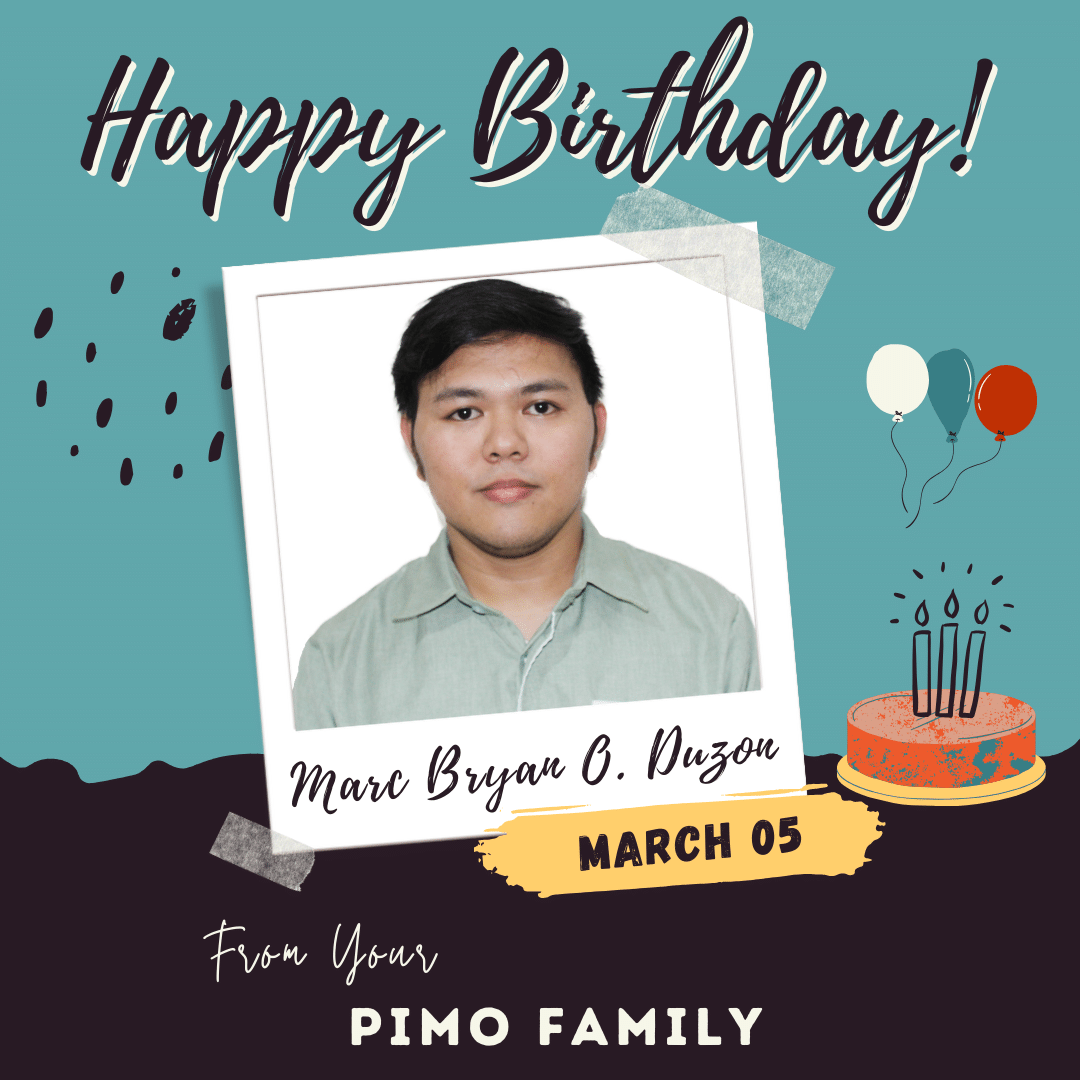 Happy Birthday!
Marc Bryan O. Duzon
MARCH 05
From Your
PIMO FAMILY